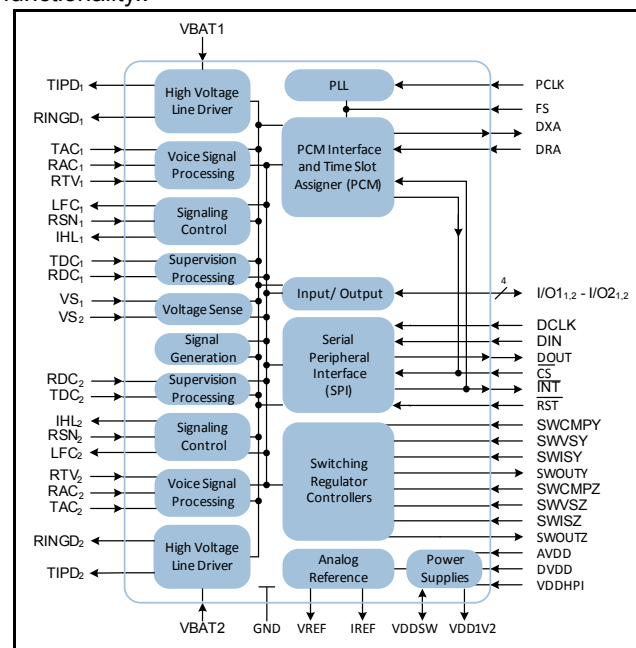 functionality..
VBAT1
TIPD1
RINGD1
TAC1
RAC1
RTV1
LFC1
RSN1
IHL1
TDC1
RDC1
VS1
VS2
RDC2
TDC2
IHL2
RSN2
LFC2
RTV2
RAC2
TAC2
RINGD2
TIPD2
High Voltage
Line Driver
Voice Signal
Processing
Signaling
Control
Supervision
Processing
Voltage Sense
Signal
Generation
Supervision
Processing
Signaling
Control
Voice Signal
Processing
High Voltage
Line Driver
PLL
PCM Interface
and Time Slot
Assigner (PCM)
Input/ Output
Serial
Peripheral
Interface
(SPI)
Switching
Regulator
Controllers
Analog
Reference
Power
Supplies
PCLK
FS
DXA
DRA
4
I/O11,2 - I/O21,2
DCLK
DIN
DOUT
CS
INT
RST
SWCMPY
SWVSY
SWISY
SWOUTY
SWCMPZ
SWVSZ
SWISZ
SWOUTZ
AVDD
DVDD
VDDHPI
VBAT2
GND
VREF
IREF
VDDSW
VDD1V2